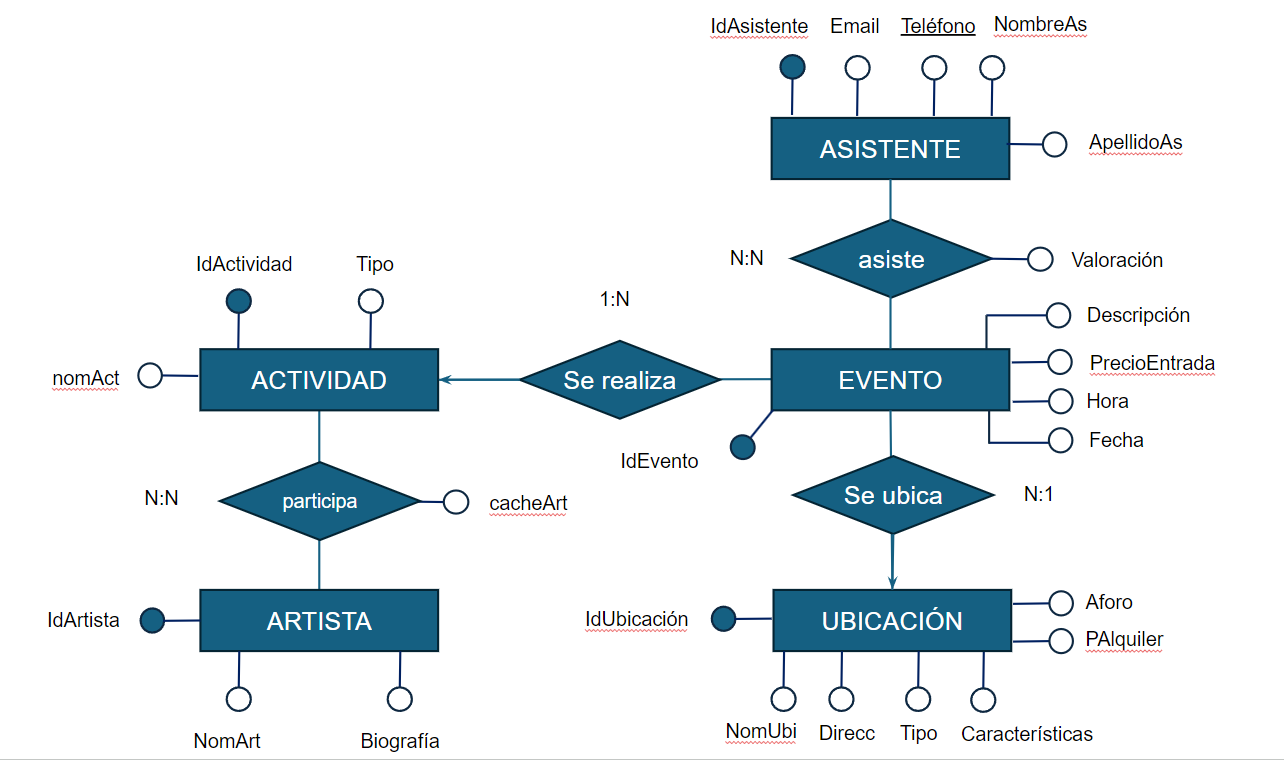 IdAsistente Email Teléfono NombreAs
ASISTENTE ApellidoAs
N:N asiste Valoración
IdActividad Tipo
1:N
Descripción
nomAct ACTIVIDAD Se realiza EVENTO PrecioEntrada
Hora
Fecha
IdEvento
N:N participa cacheArt
Se ubica N:1
IdArtista ARTISTA
IdUbicación UBICACIÓN Aforo
PAlquiler
NomArt Biografía
NomUbi Direcc Tipo Características